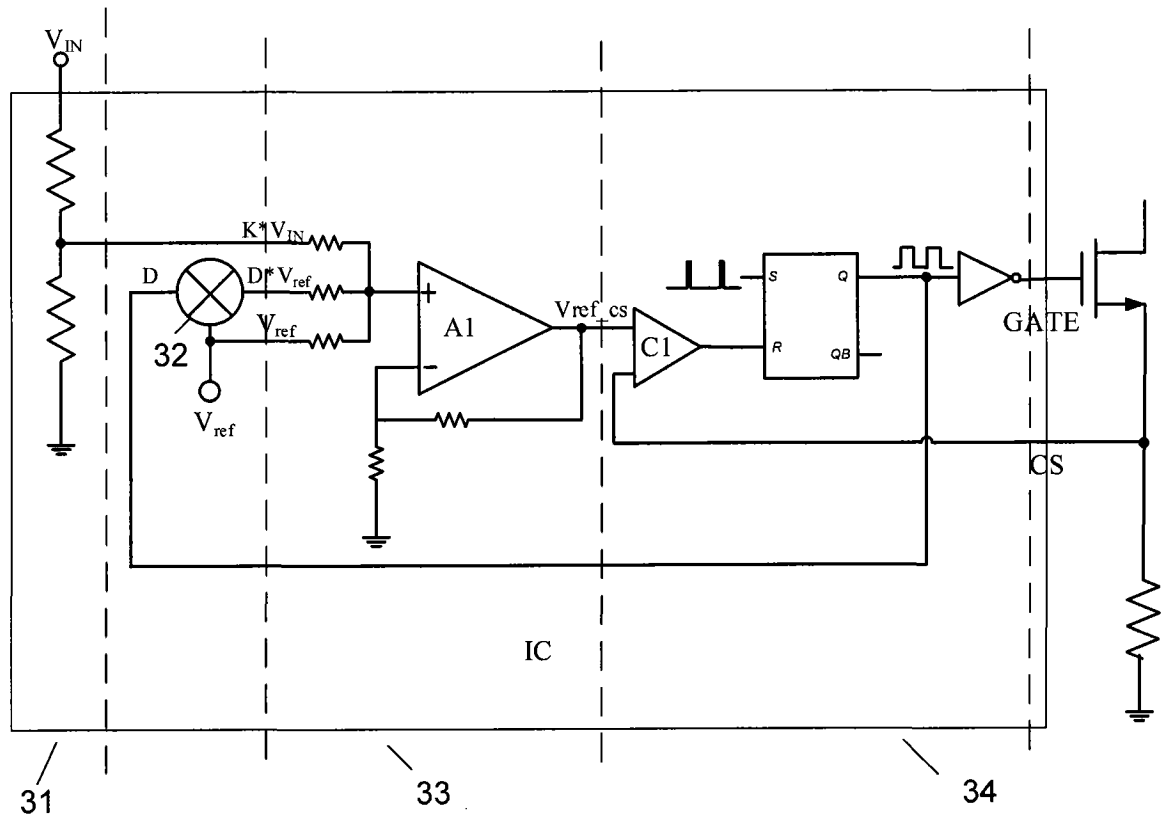 V_IN
K*V_IN
D
D*V_ref
V_ref
32
V_ref
+
A1
-
Vref_cs
C1
S
Q
R
QB
GATE
CS
IC
31
33
34